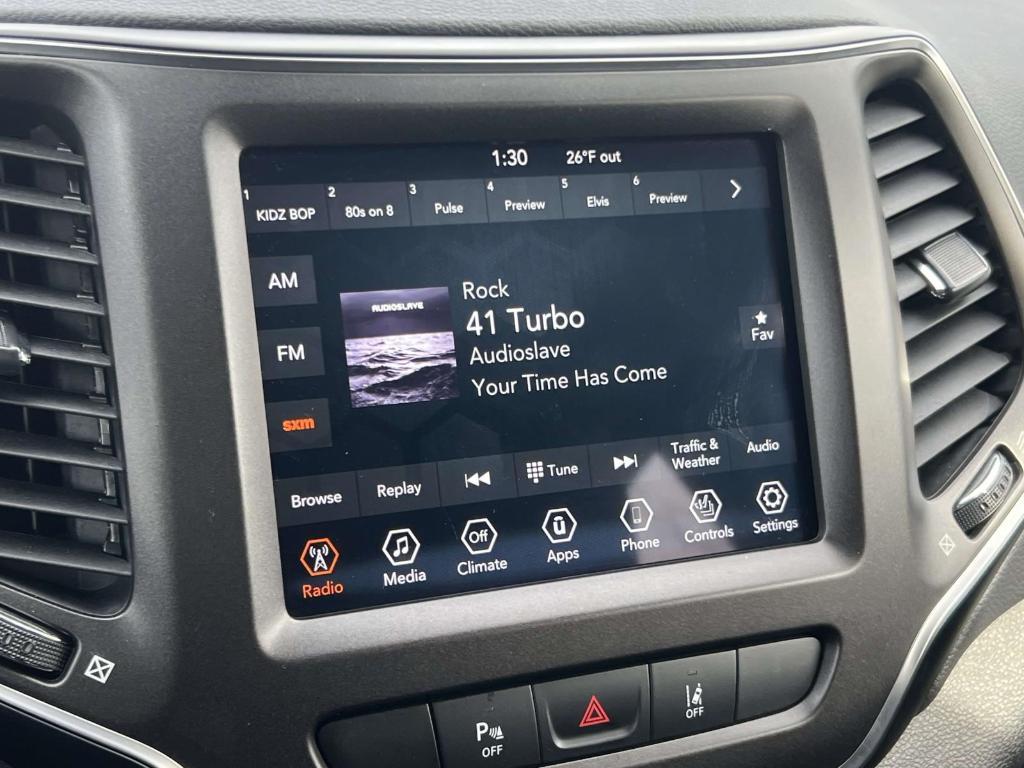 1:30 26°F out
1 KIDZ BOP 2 80s on 8 3 Pulse 4 Preview 5 Elvis 6 Preview
AM
FM
sxm
AUDIOSLAVE
Rock
41 Turbo
Audioslave
Your Time Has Come
Fav
Browse Replay Tune Traffic & Weather Audio
Off
Radio Media Climate Apps Phone Controls Settings
P OFF
OFF